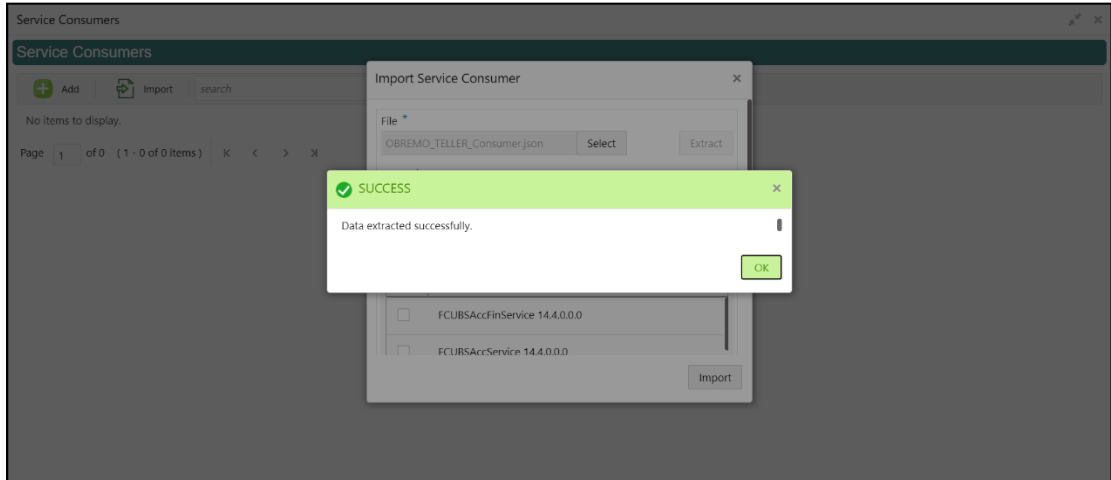 Service Consumers
Service Consumers
Add Import search
No items to display.
Page 1 of 0 (1 - 0 of 0 items)
Import Service Consumer
File *
OBREMO_TELLER_Consumer.json Select Extract
SUCCESS
Data extracted successfully.
OK
FCUBSAccFinService 14.4.0.0.0
FCUBSAccService 14.4.0.0.0
Import